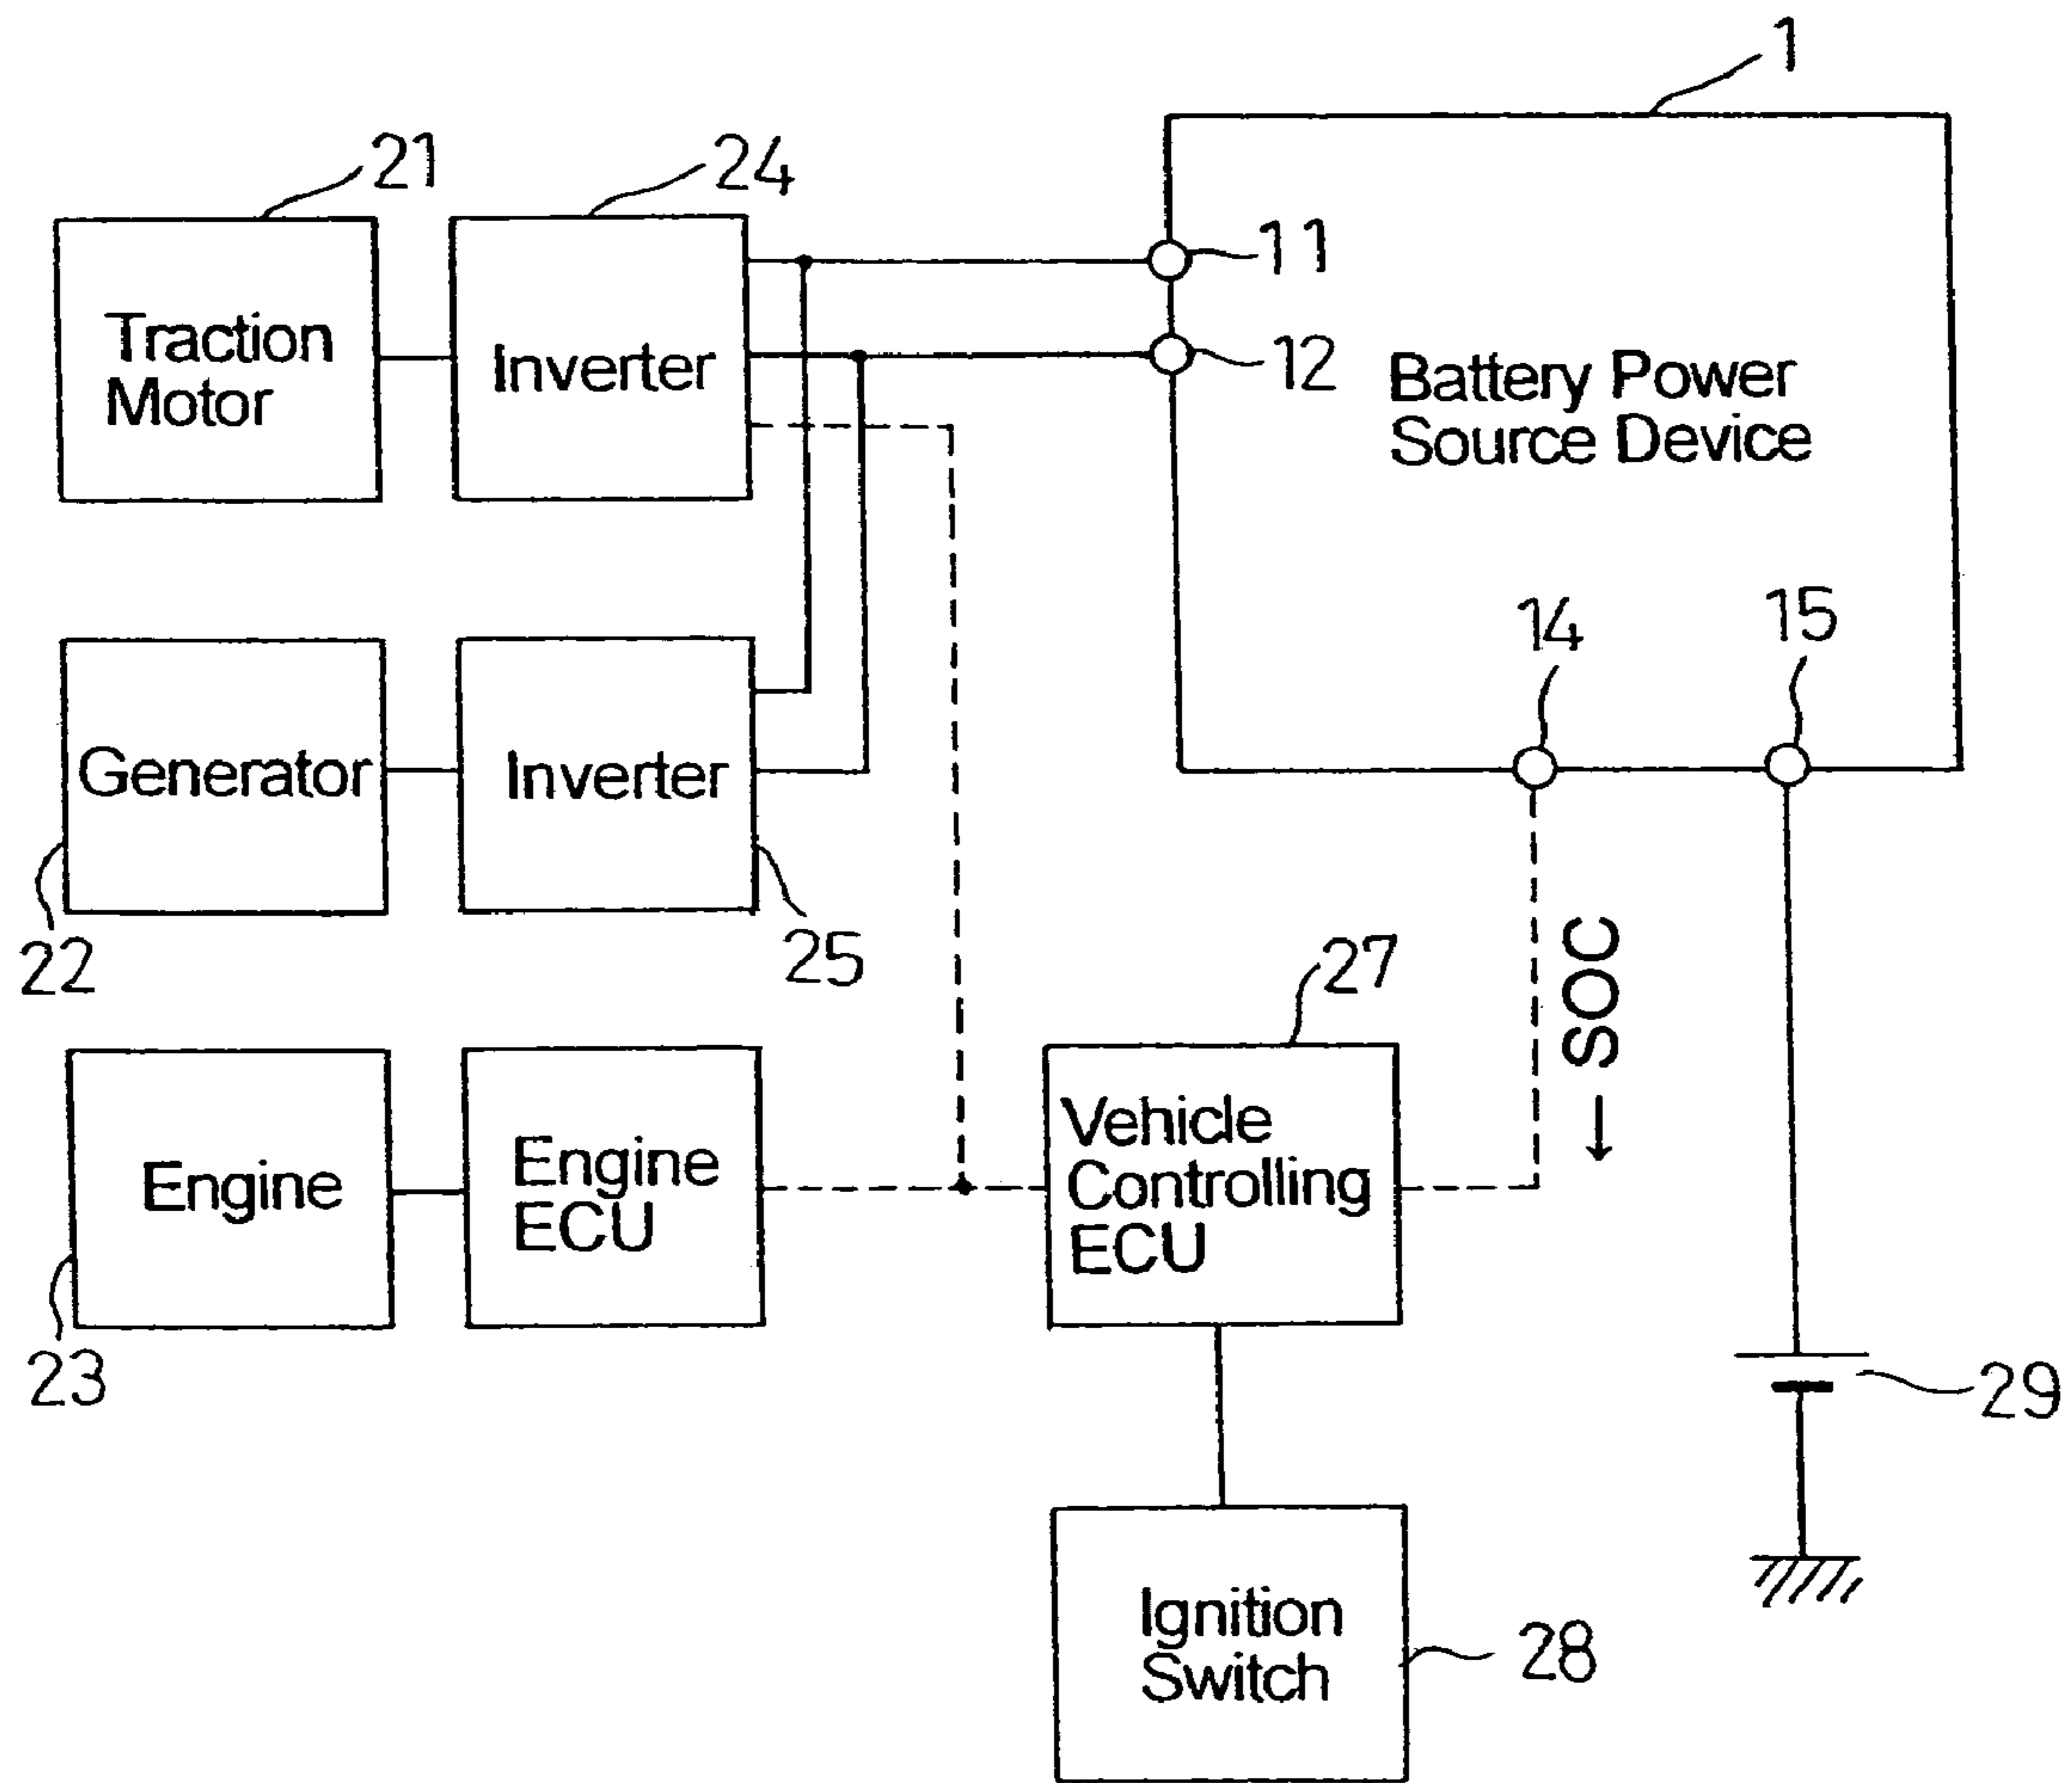 1
21
24
11
Traction
Motor
Inverter
12
Battery Power
Source Device
14
15
Generator
Inverter
22
25
27
SOC
Engine
Engine
ECU
Vehicle
Controlling
ECU
23
29
Ignition
Switch
28